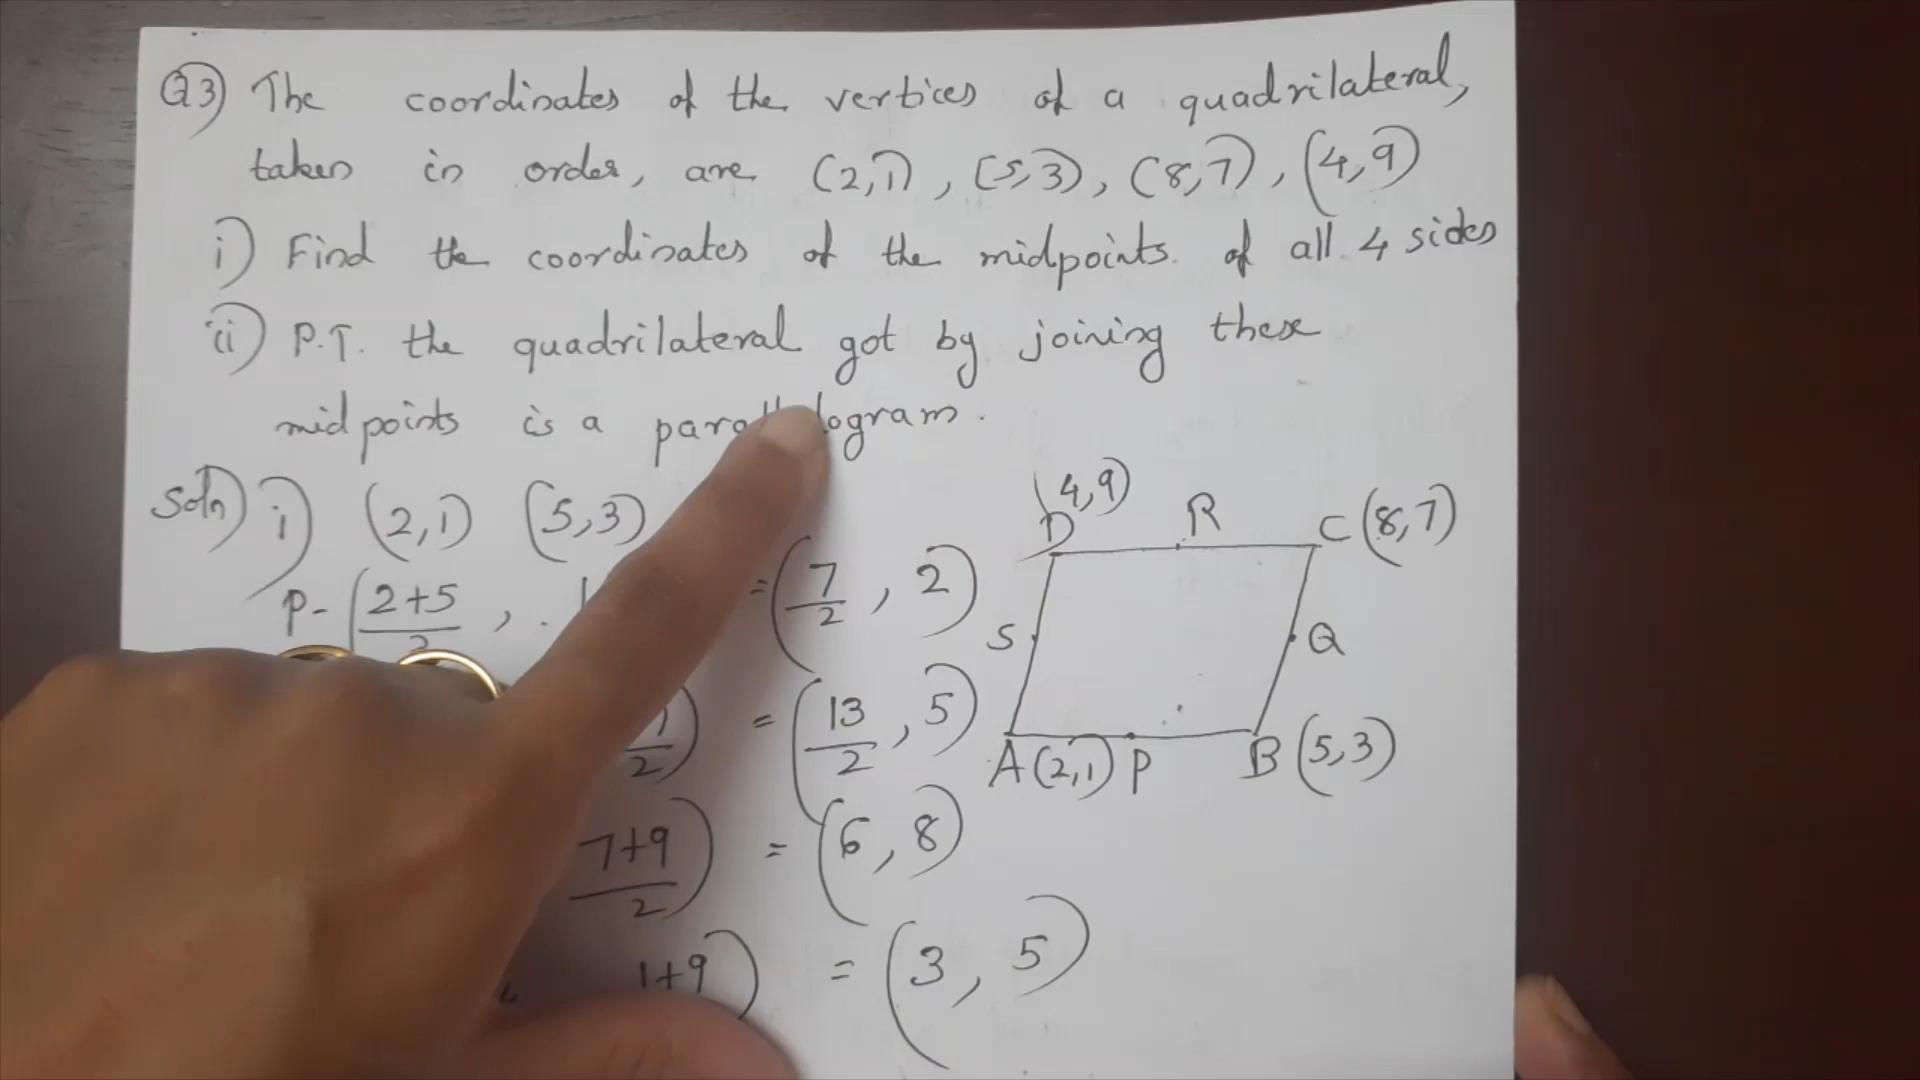 Q3) The coordinates of the vertices of a quadrilateral,
taken in order, are (2,1), (5,3), (8,7), (4,9)
i) Find the coordinates of the midpoints of all 4 sides
ii) P.T. the quadrilateral got by joining these
midpoints is a parallelogram.
Soln) i) (2,1) (5,3)
P- (2+5/2, = (7/2, 2)
/2) = (13/2, 5)
7+9/2) = (6, 8)
1+9) = (3, 5)
D (4,9)
R
C (8,7)
S
Q
A (2,1)
P
B (5,3)